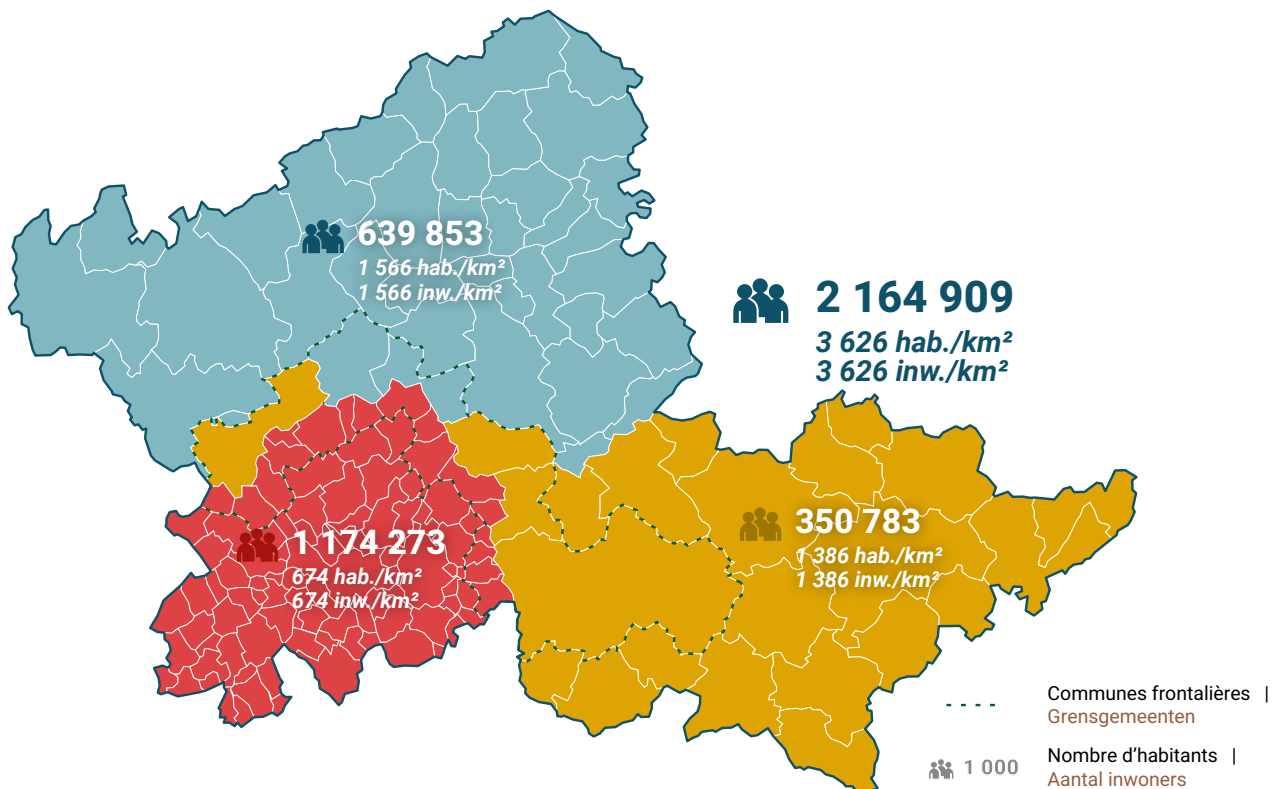 639 853
1 566 hab./km²
1 566 inw./km²
2 164 909
3 626 hab./km²
3 626 inw./km²
350 783
1 386 hab./km²
1 386 inw./km²
1 174 273
674 hab./km²
674 inw./km²
Communes frontalières |
Grensgemeenten
1 000
Nombre d'habitants |
Aantal inwoners